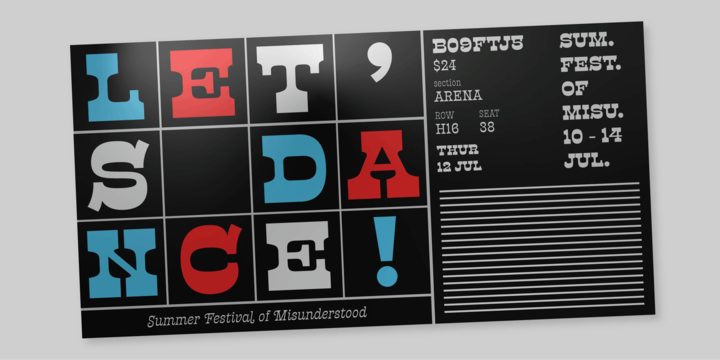 LET’
S DA
NCE!
Summer Festival of Misunderstood
BO9FTJ5
$24
section
ARENA
ROW SEAT
H16 38
THUR
12 JUL
SUM.
FEST.
OF
MISU.
10 - 14
JUL.